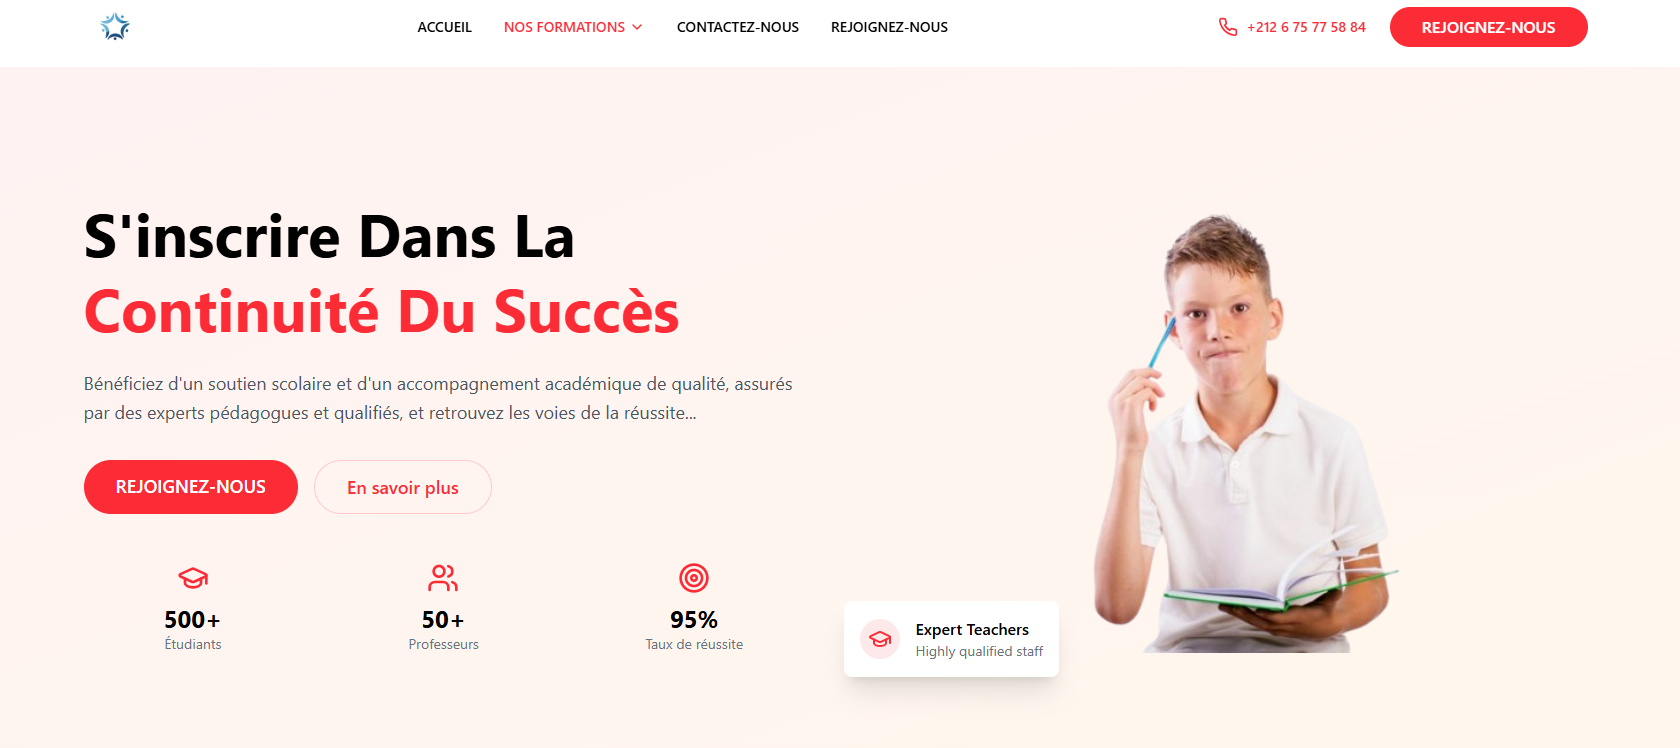 ACCUEIL
NOS FORMATIONS
CONTACTEZ-NOUS
REJOIGNEZ-NOUS
+212 6 75 77 58 84
REJOIGNEZ-NOUS
S'inscrire Dans La
Continuité Du Succès
Bénéficiez d'un soutien scolaire et d'un accompagnement académique de qualité, assurés
par des experts pédagogues et qualifiés, et retrouvez les voies de la réussite...
REJOIGNEZ-NOUS
En savoir plus
500+
Étudiants
50+
Professeurs
95%
Taux de réussite
Expert Teachers
Highly qualified staff